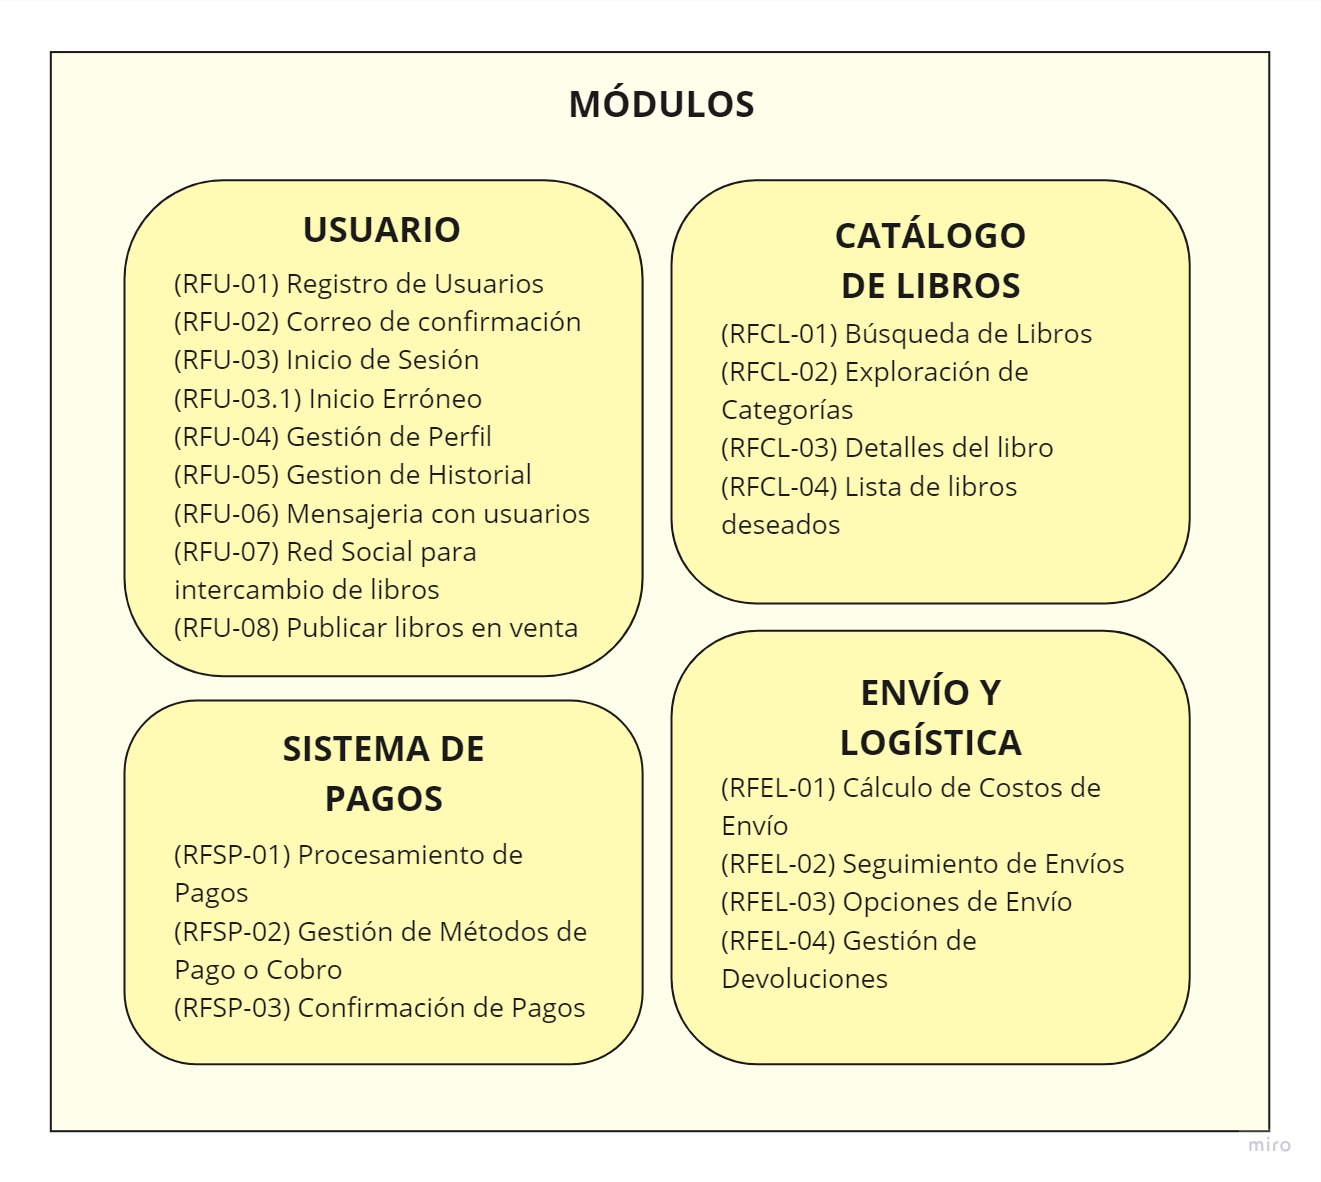 MÓDULOS
USUARIO
(RFU-01) Registro de Usuarios
(RFU-02) Correo de confirmación
(RFU-03) Inicio de Sesión
(RFU-03.1) Inicio Erróneo
(RFU-04) Gestión de Perfil
(RFU-05) Gestion de Historial
(RFU-06) Mensajeria con usuarios
(RFU-07) Red Social para
intercambio de libros
(RFU-08) Publicar libros en venta
CATÁLOGO
DE LIBROS
(RFCL-01) Búsqueda de Libros
(RFCL-02) Exploración de
Categorías
(RFCL-03) Detalles del libro
(RFCL-04) Lista de libros
deseados
SISTEMA DE
PAGOS
(RFSP-01) Procesamiento de
Pagos
(RFSP-02) Gestión de Métodos de
Pago o Cobro
(RFSP-03) Confirmación de Pagos
ENVÍO Y
LOGÍSTICA
(RFEL-01) Cálculo de Costos de
Envío
(RFEL-02) Seguimiento de Envíos
(RFEL-03) Opciones de Envío
(RFEL-04) Gestión de
Devoluciones
miro